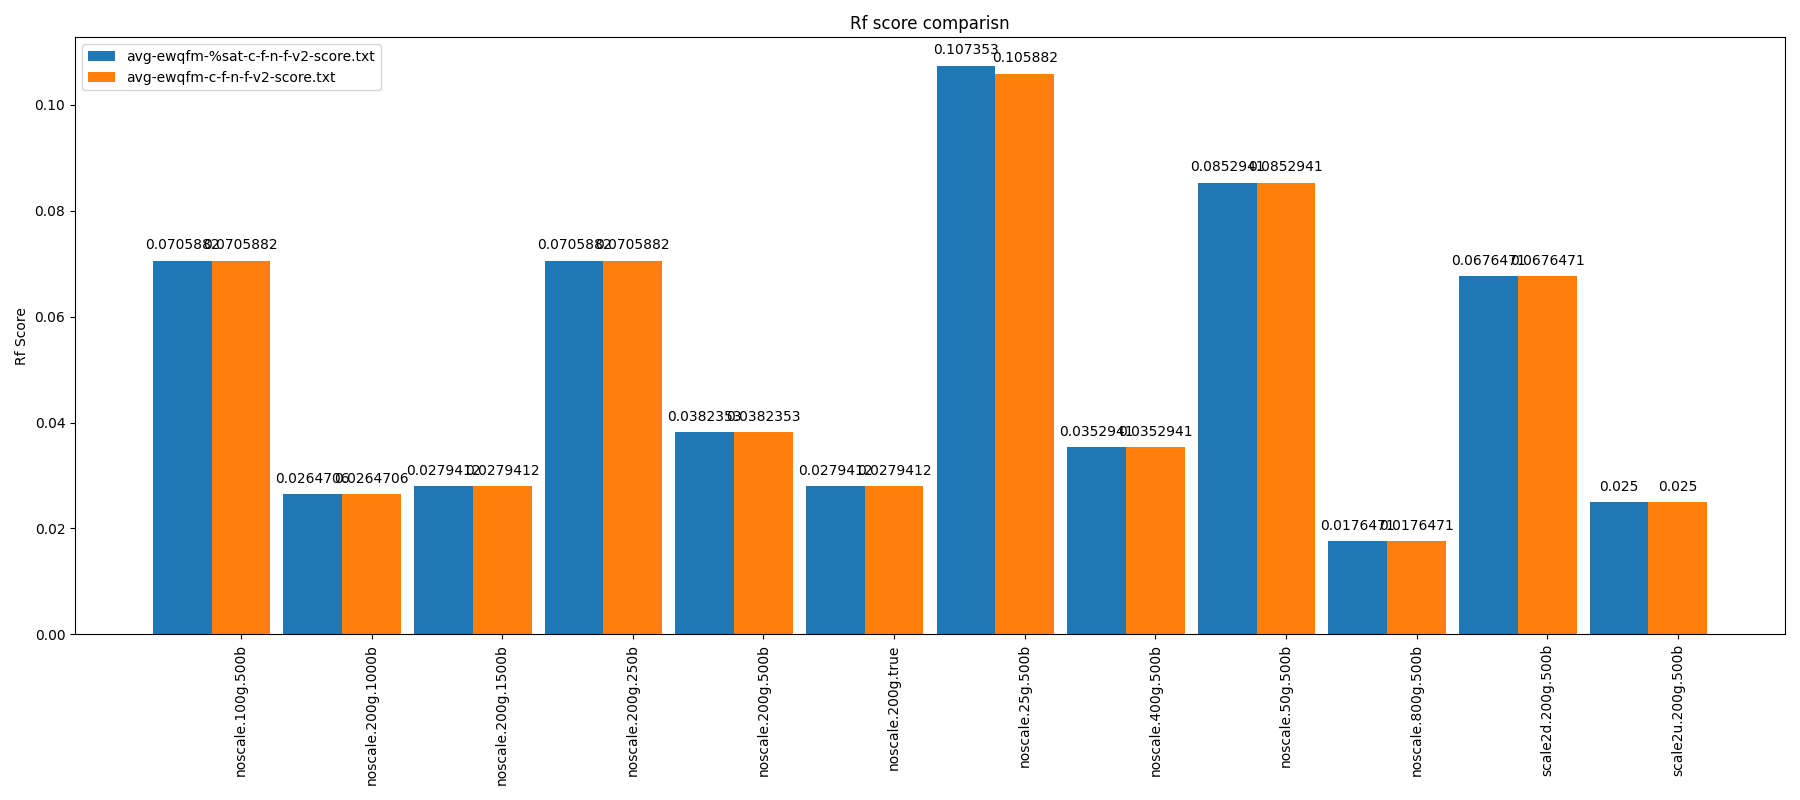 Rf score comparisn
avg-ewqfm-%sat-c-f-n-f-v2-score.txt
avg-ewqfm-c-f-n-f-v2-score.txt
Rf Score
0.10
0.08
0.06
0.04
0.02
0.00
0.0705882 0.0705882
0.0264706 0.0264706
0.0279412 0.0279412
0.0705882 0.0705882
0.0382353 0.0382353
0.0279412 0.0279412
0.107353 0.105882
0.0352941 0.0352941
0.0852941 0.0852941
0.0176471 0.0176471
0.0676471 0.0676471
0.025 0.025
noscale.100g.500b
noscale.200g.1000b
noscale.200g.1500b
noscale.200g.250b
noscale.200g.500b
noscale.200g.true
noscale.25g.500b
noscale.400g.500b
noscale.50g.500b
noscale.800g.500b
scale2d.200g.500b
scale2u.200g.500b